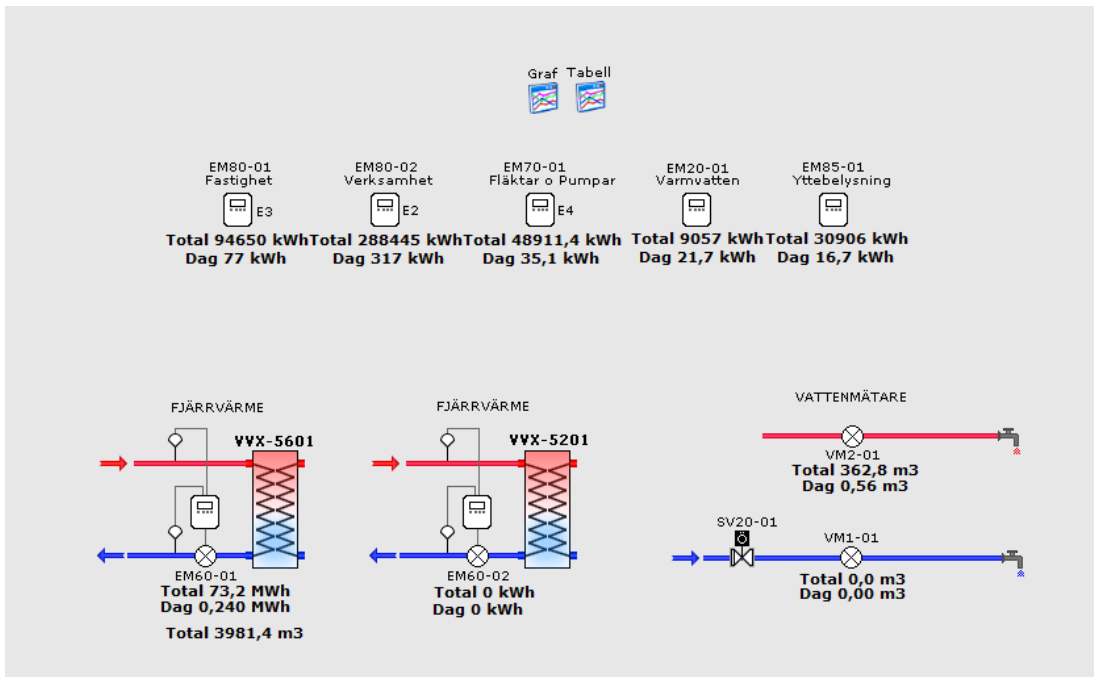 Graf Tabell
EM80-01
Fastighet
E3
Total 94650 kWh
Dag 77 kWh
EM80-02
Verksamhet
E2
Total 288445 kWh
Dag 317 kWh
EM70-01
Fläktar o Pumpar
E4
Total 48911,4 kWh
Dag 35,1 kWh
EM20-01
Varmvatten
Total 9057 kWh
Dag 21,7 kWh
EM85-01
Yttebelysning
Total 30906 kWh
Dag 16,7 kWh
FJÄRRVÄRME
VVX-5601
EM60-01
Total 73,2 MWh
Dag 0,240 MWh
Total 3981,4 m3
FJÄRRVÄRME
VVX-5201
EM60-02
Total 0 kWh
Dag 0 kWh
VATTENMÄTARE
VM2-01
Total 362,8 m3
Dag 0,56 m3
SV20-01
VM1-01
Total 0,0 m3
Dag 0,00 m3